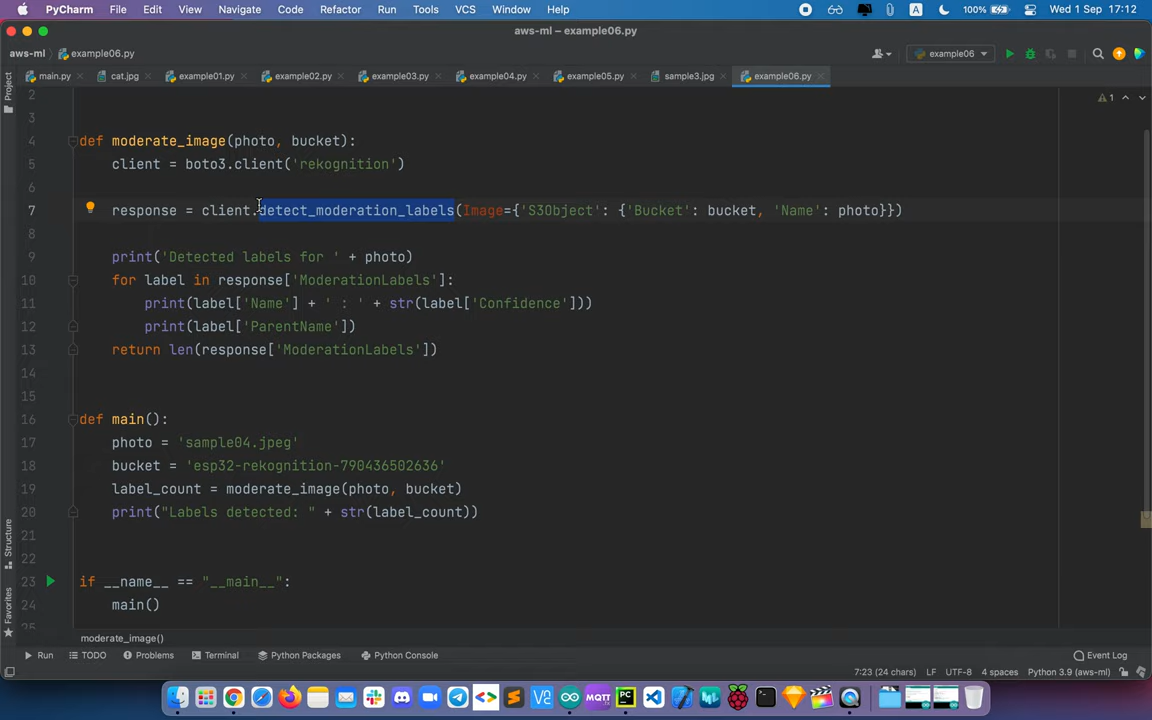 PyCharm File Edit View Navigate Code Refactor Run Tools VCS Window Help 100% Wed 1 Sep 17:12
aws-ml – example06.py
aws-ml example06.py example06
main.py cat.jpg example01.py example02.py example03.py example04.py example05.py sample3.jpg example06.py
Project
1
2
3
4 def moderate_image(photo, bucket):
5 client = boto3.client('rekognition')
6
7 response = client.detect_moderation_labels(Image={'S3Object': {'Bucket': bucket, 'Name': photo}})
8
9 print('Detected labels for ' + photo)
10 for label in response['ModerationLabels']:
11 print(label['Name'] + ' : ' + str(label['Confidence']))
12 print(label['ParentName'])
13 return len(response['ModerationLabels'])
14
15
16 def main():
17 photo = 'sample04.jpeg'
18 bucket = 'esp32-rekognition-790436502636'
19 label_count = moderate_image(photo, bucket)
20 print("Labels detected: " + str(label_count))
21
22
23 if __name__ == "__main__":
24 main()
25
Structure
Favorites
moderate_image()
Run TODO Problems Terminal Python Packages Python Console Event Log
7:23 (24 chars) LF UTF-8 4 spaces Python 3.9 (aws-ml)